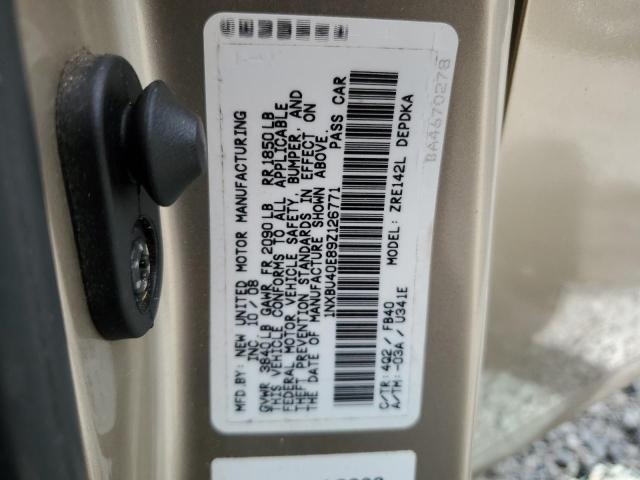 MFD BY: NEW UNITED MOTOR MANUFACTURING
INC 10/08
GVWR 3840LB GAWR FR 2090LB RR 1850LB
THIS VEHICLE CONFORMS TO ALL APPLICABLE
FEDERAL MOTOR VEHICLE SAFETY, BUMPER, AND
THEFT PREVENTION STANDARDS IN EFFECT ON
THE DATE OF MANUFACTURE SHOWN ABOVE.
1NXBU40E89Z126771 PASS CAR
C/TR: 4Q2 / FB40 MODEL: ZRE142L DEPDKA
A/TM: -03A / U341E
BA4670278